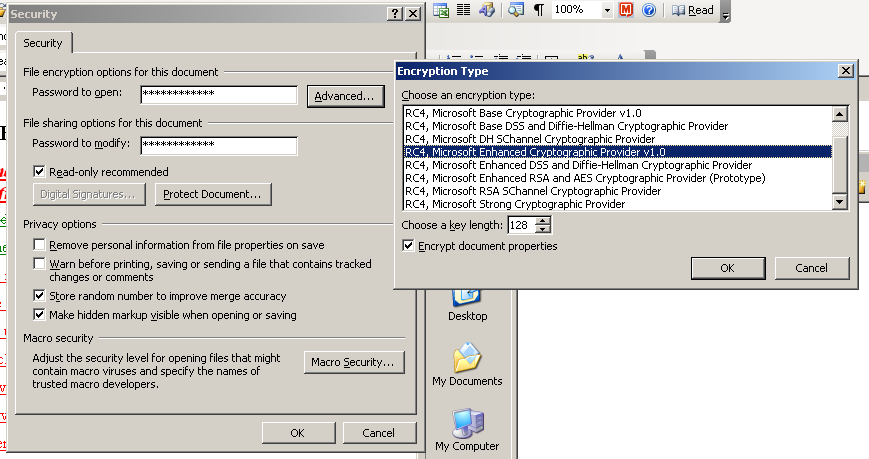 Security
Security
File encryption options for this document
Password to open: ************
Advanced...
File sharing options for this document
Password to modify: ************
Read-only recommended
Digital Signatures...
Protect Document...
Privacy options
Remove personal information from file properties on save
Warn before printing, saving or sending a file that contains tracked
changes or comments
Store random number to improve merge accuracy
Make hidden markup visible when opening or saving
Macro security
Adjust the security level for opening files that might
contain macro viruses and specify the names of
trusted macro developers.
Macro Security...
OK
Cancel
100%
Read
Encryption Type
Choose an encryption type:
RC4, Microsoft Base Cryptographic Provider v1.0
RC4, Microsoft Base DSS and Diffie-Hellman Cryptographic Provider
RC4, Microsoft DH SChannel Cryptographic Provider
RC4, Microsoft Enhanced Cryptographic Provider v1.0
RC4, Microsoft Enhanced DSS and Diffie-Hellman Cryptographic Provider
RC4, Microsoft Enhanced RSA and AES Cryptographic Provider (Prototype)
RC4, Microsoft RSA SChannel Cryptographic Provider
RC4, Microsoft Strong Cryptographic Provider
Choose a key length: 128
Encrypt document properties
OK
Cancel
Desktop
My Documents
My Computer